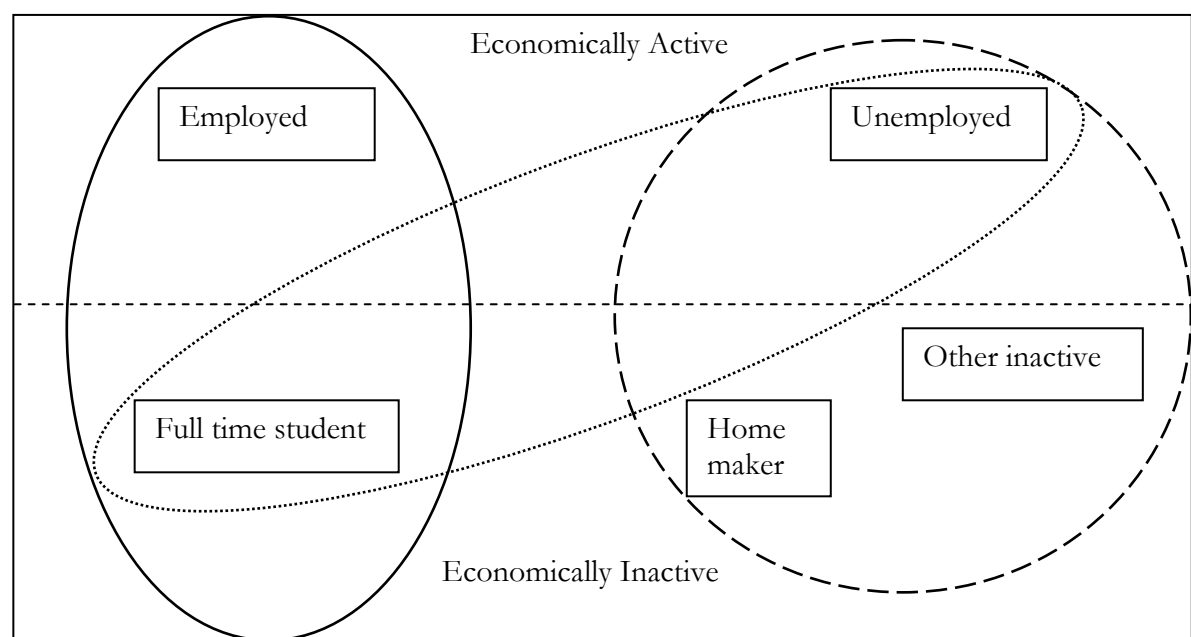 Economically Active
Employed
Unemployed
Other inactive
Full time student
Home
maker
Economically Inactive